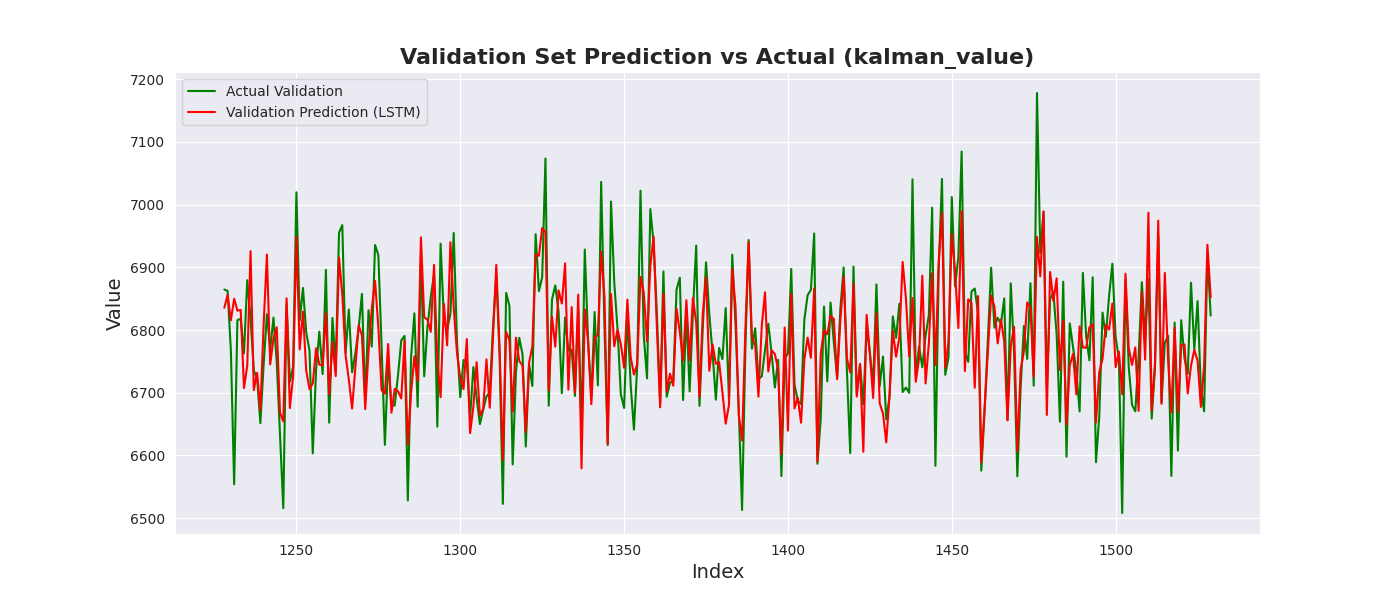 Validation Set Prediction vs Actual (kalman_value)
Actual Validation
Validation Prediction (LSTM)
Value
7200
7100
7000
6900
6800
6700
6600
6500
1250 1300 1350 1400 1450 1500
Index